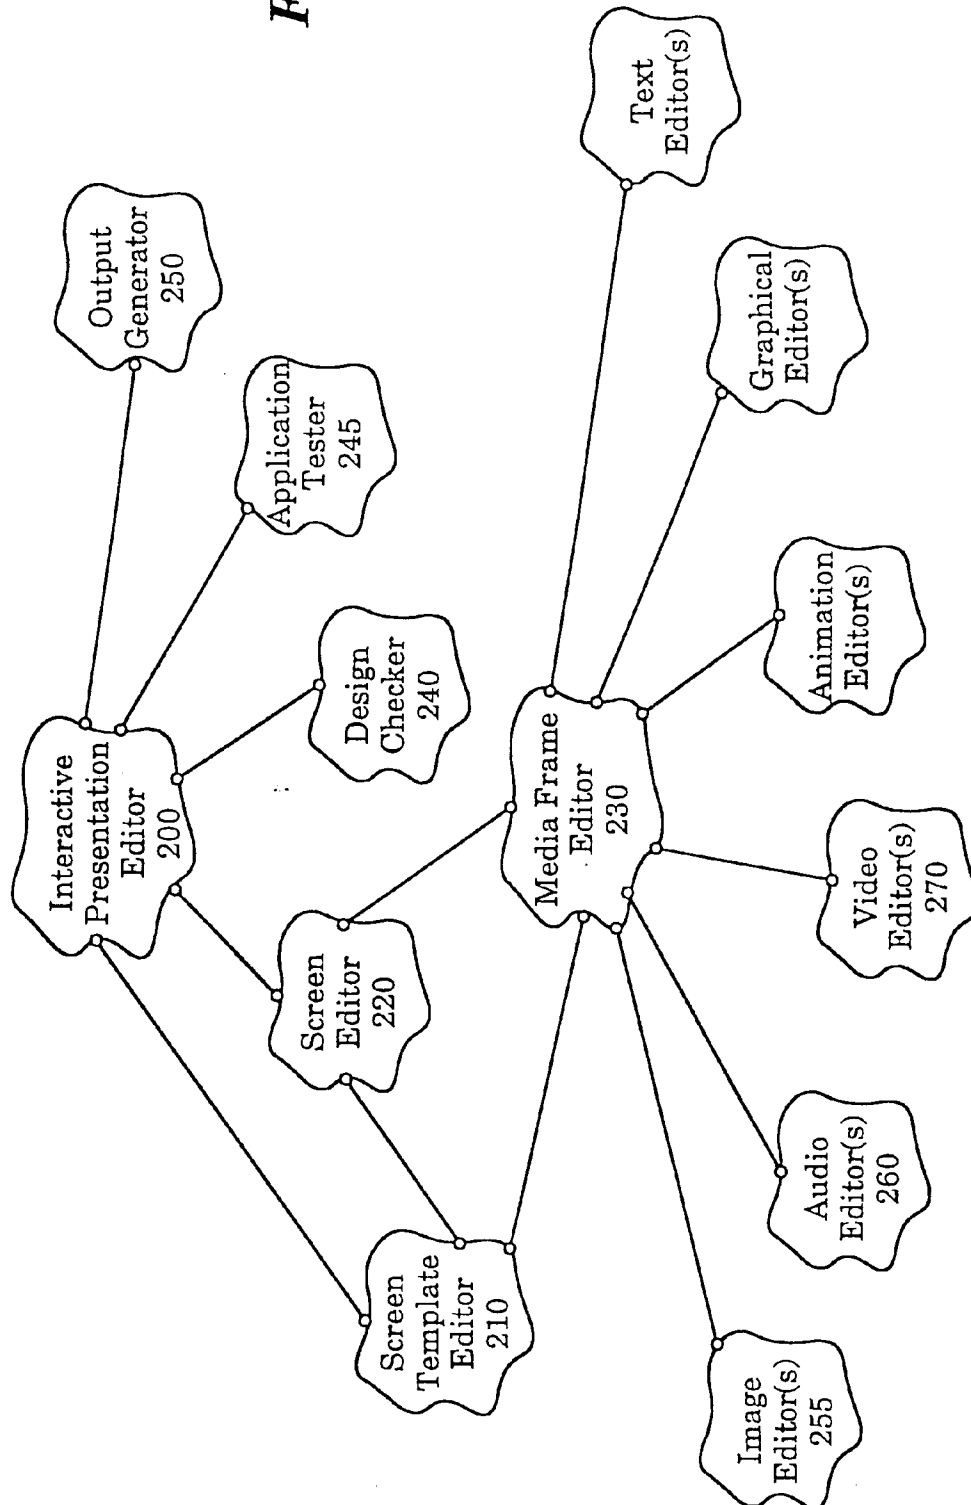 F
Interactive
Presentation
Editor
200
Output
Generator
250
Application
Tester
245
Design
Checker
240
Screen
Editor
220
Screen
Template
Editor
210
Media Frame
Editor
230
Image
Editor(s)
255
Audio
Editor(s)
260
Video
Editor(s)
270
Animation
Editor(s)
Graphical
Editor(s)
Text
Editor(s)